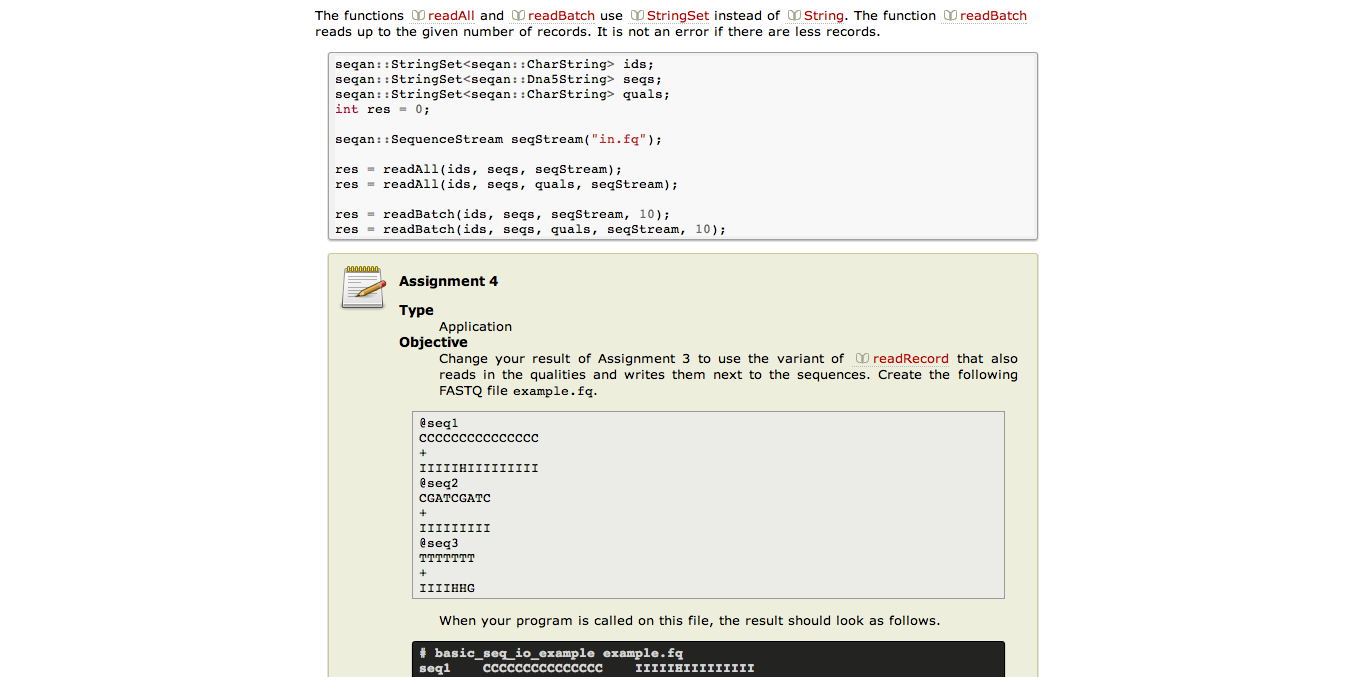 The functions readAll and readBatch use StringSet instead of String. The function readBatch
reads up to the given number of records. It is not an error if there are less records.
seqan::StringSet<seqan::CharString> ids;
seqan::StringSet<seqan::Dna5String> seqs;
seqan::StringSet<seqan::CharString> quals;
int res = 0;
seqan::SequenceStream seqStream("in.fq");
res = readAll(ids, seqs, seqStream);
res = readAll(ids, seqs, quals, seqStream);
res = readBatch(ids, seqs, seqStream, 10);
res = readBatch(ids, seqs, quals, seqStream, 10);
Assignment 4
Type
Application
Objective
Change your result of Assignment 3 to use the variant of readRecord that also
reads in the qualities and writes them next to the sequences. Create the following
FASTQ file example.fq.
@seq1
CCCCCCCCCCCCCCC
+
IIIIIHIIIIIIIII
@seq2
CGATCGATC
+
IIIIIIIII
@seq3
TTTTTTT
+
IIIIHHG
When your program is called on this file, the result should look as follows.
# basic_seq_io_example example.fq
seq1    CCCCCCCCCCCCCCC    IIIIIHIIIIIIIII